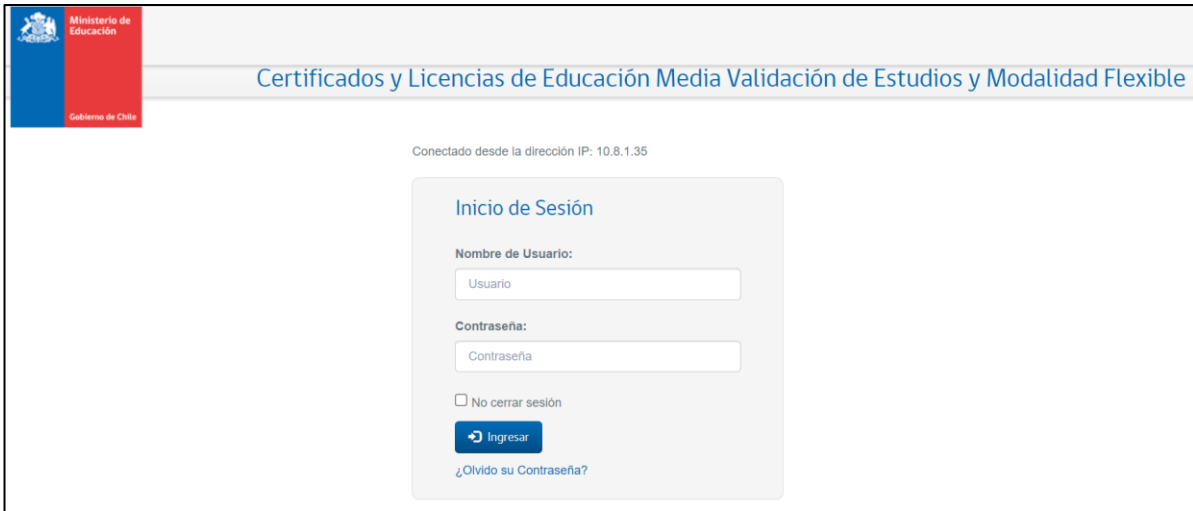 Ministerio de
Educación
Gobierno de Chile
Certificados y Licencias de Educación Media Validación de Estudios y Modalidad Flexible
Conectado desde la dirección IP: 10.8.1.35
Inicio de Sesión
Nombre de Usuario:
Usuario
Contraseña:
Contraseña
No cerrar sesión
Ingresar
¿Olvido su Contraseña?